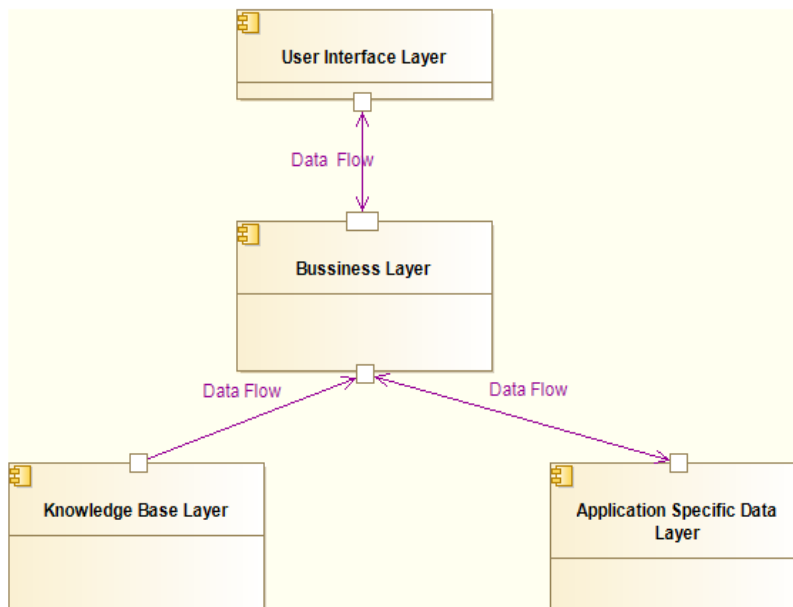 User Interface Layer
Data Flow
Bussiness Layer
Data Flow
Data Flow
Knowledge Base Layer
Application Specific Data
Layer